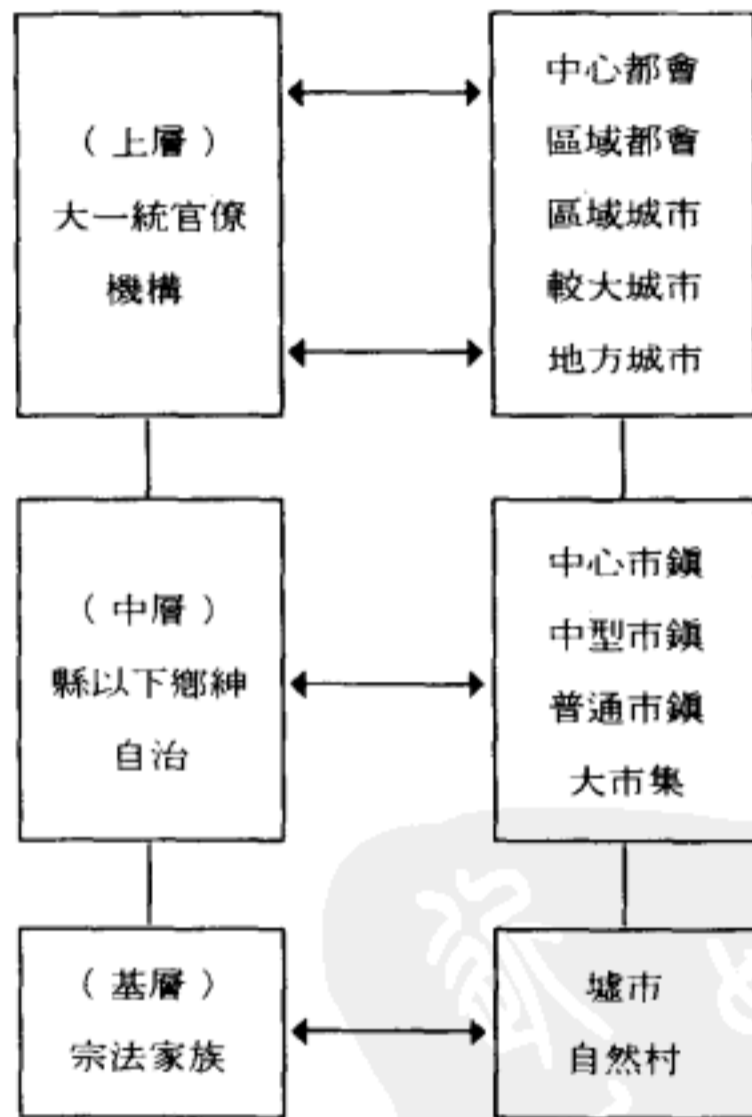 （上層）
大一統官僚
機構
中心都會
區域都會
區域城市
較大城市
地方城市
（中層）
縣以下鄉紳
自治
中心市鎮
中型市鎮
普通市鎮
大市集
（基層）
宗法家族
墟市
自然村